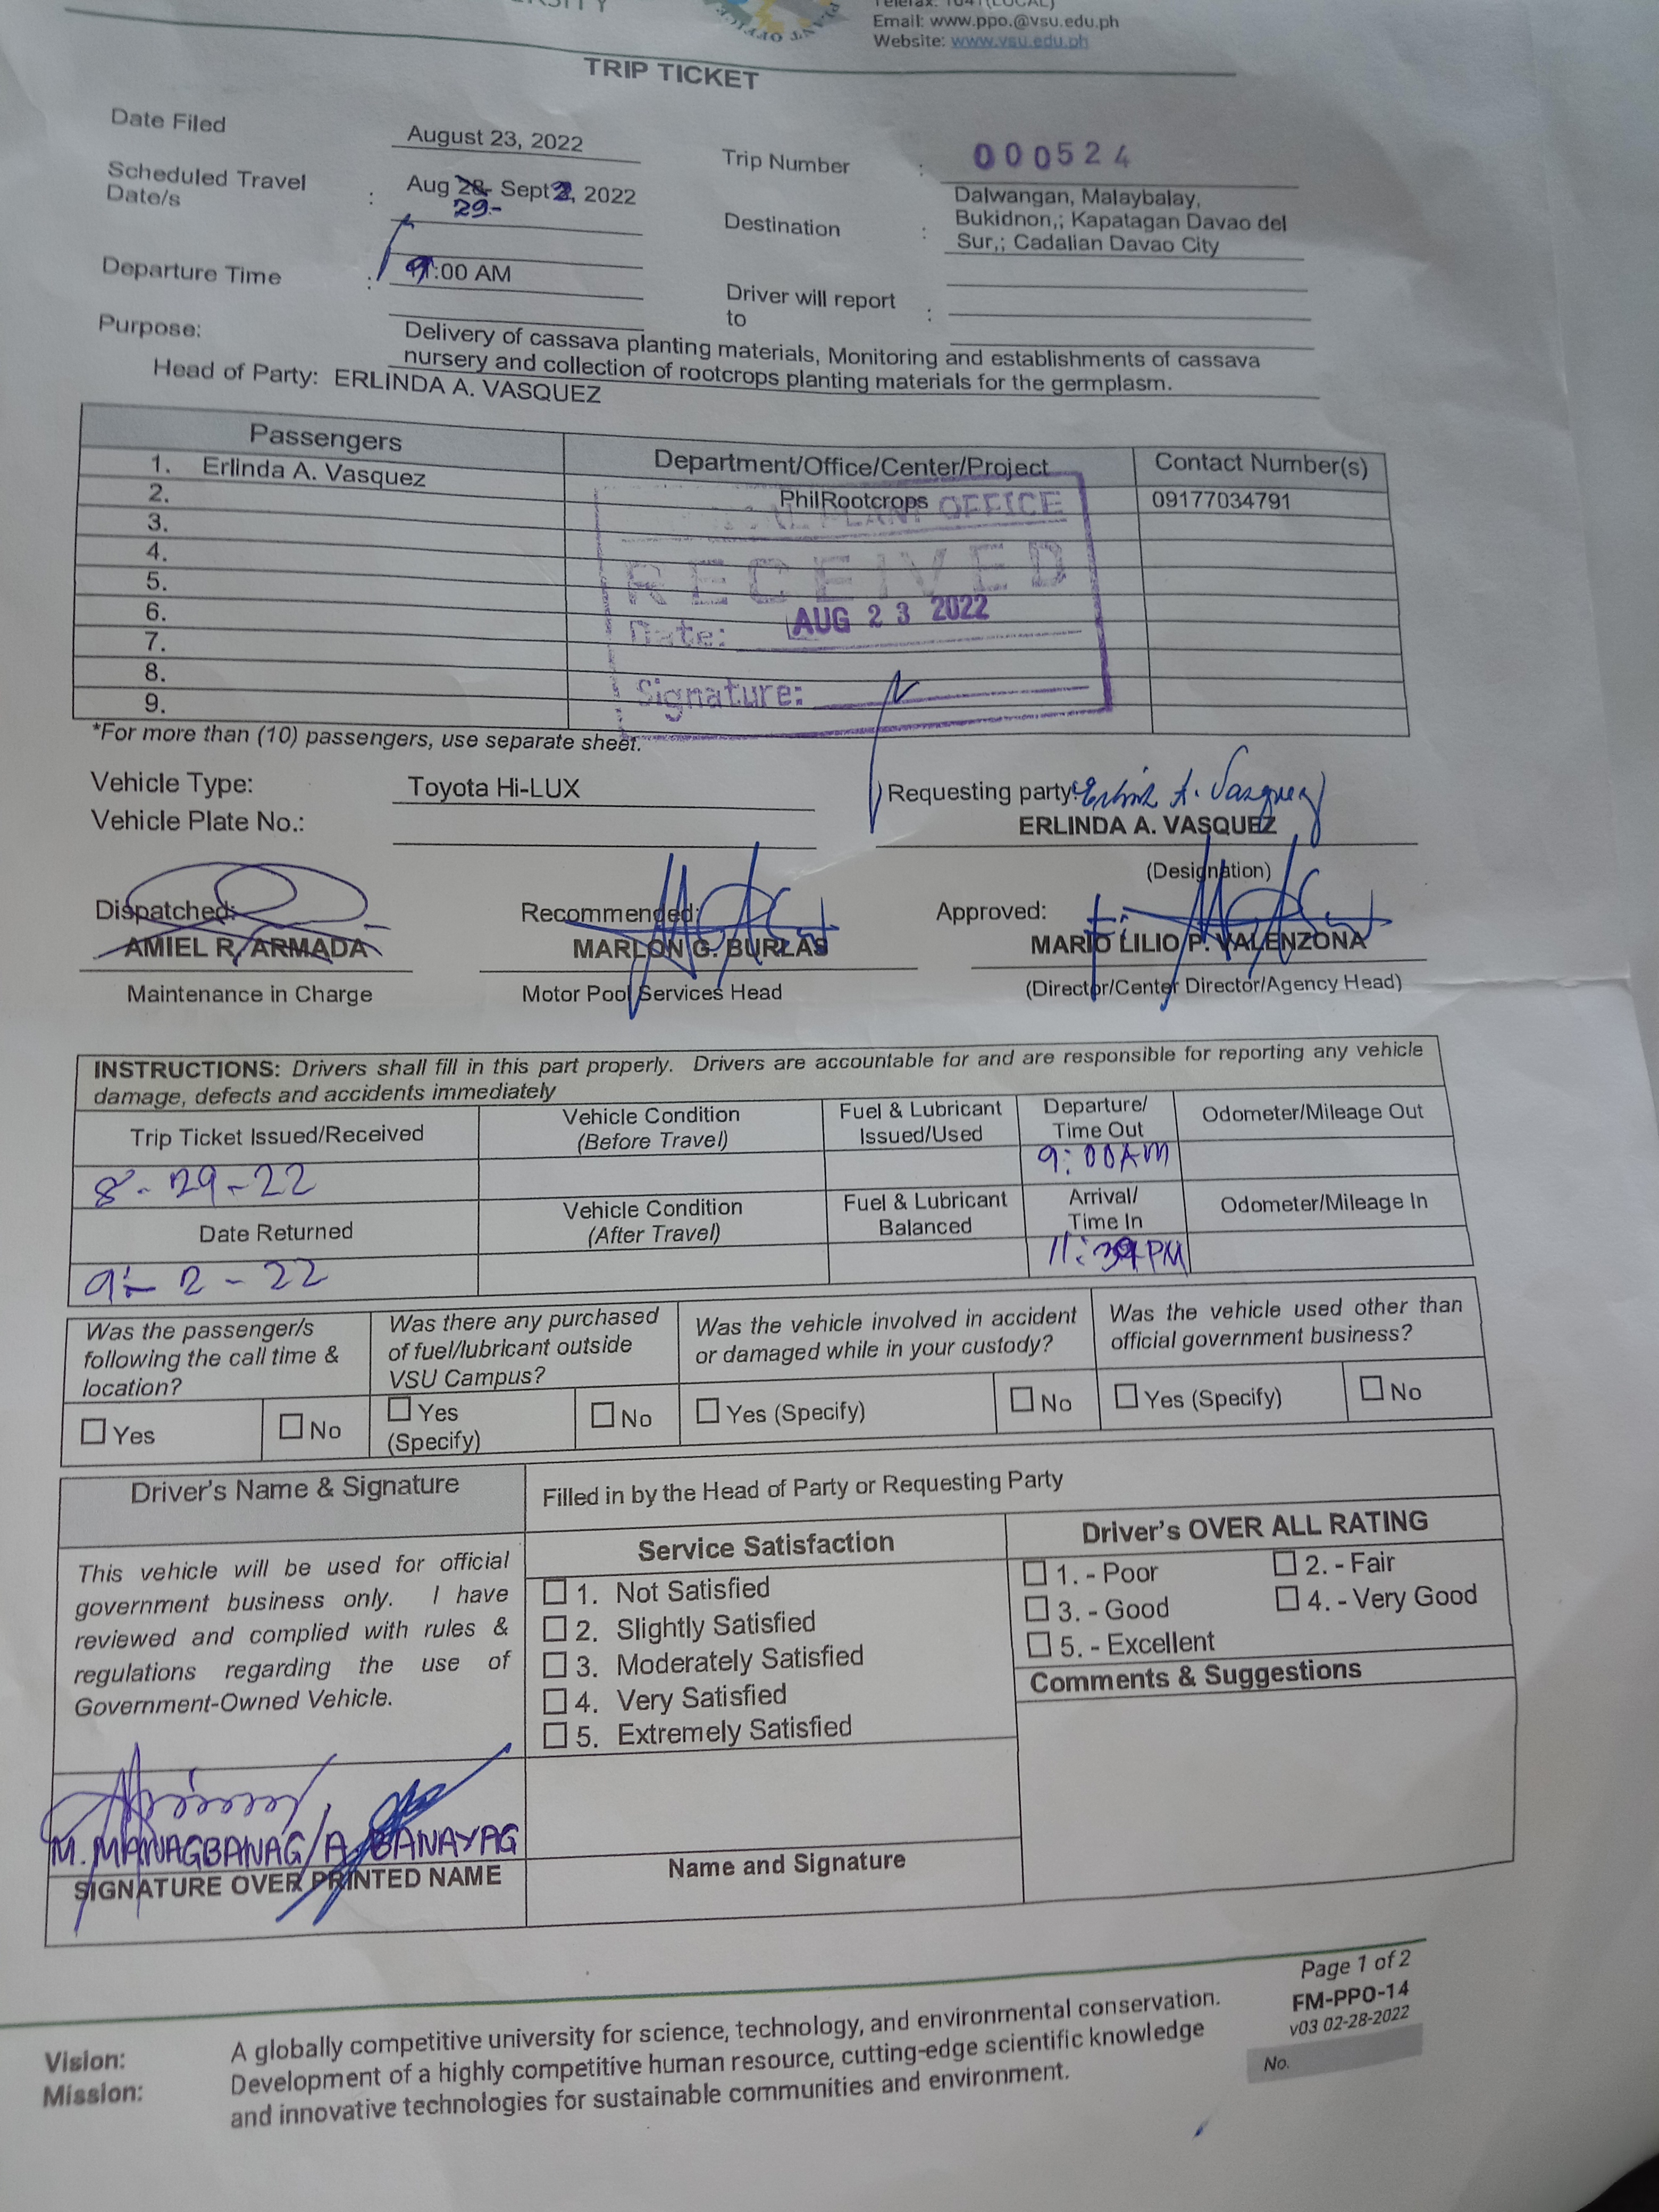 Email: www.ppo.@vsu.edu.ph
Website: www.vsu.edu.ph
TRIP TICKET
Date Filed August 23, 2022
Trip Number : 000524
Scheduled Travel Date/s : Aug 28- Sept 2, 2022
29-
Destination : Dalwangan, Malaybalay,
Bukidnon,; Kapatagan Davao del
Sur,; Cadalian Davao City
Departure Time : 9:00 AM
Driver will report to :
Purpose: Delivery of cassava planting materials, Monitoring and establishments of cassava
nursery and collection of rootcrops planting materials for the germplasm.
Head of Party: ERLINDA A. VASQUEZ
Passengers Department/Office/Center/Project Contact Number(s)
1. Erlinda A. Vasquez PhilRootcrops 09177034791
2.
3.
4.
5.
6.
7.
8.
9.
PLANT OFFICE
RECEIVED
Date: AUG 23 2022
Signature:
*For more than (10) passengers, use separate sheet.
Vehicle Type: Toyota Hi-LUX
Requesting party: Erlinda A. Vasquez
Vehicle Plate No.:
ERLINDA A. VASQUEZ
(Designation)
Dispatched: Recommended: Approved:
AMIEL R. ARMADA MARLON G. BURLAS MARIO LILIO P. VALENZONA
Maintenance in Charge Motor Pool Services Head (Director/Center Director/Agency Head)
INSTRUCTIONS: Drivers shall fill in this part properly. Drivers are accountable for and are responsible for reporting any vehicle
damage, defects and accidents immediately
Trip Ticket Issued/Received Vehicle Condition (Before Travel) Fuel & Lubricant Issued/Used Departure/ Time Out Odometer/Mileage Out
8-29-22 9:00AM
Date Returned Vehicle Condition (After Travel) Fuel & Lubricant Balanced Arrival/ Time In Odometer/Mileage In
9-2-22 PM
Was the passenger/s following the call time & location?
Was there any purchased of fuel/lubricant outside VSU Campus?
Was the vehicle involved in accident or damaged while in your custody?
Was the vehicle used other than official government business?
☐ Yes ☐ No ☐ Yes (Specify) ☐ No ☐ Yes (Specify) ☐ No ☐ Yes (Specify) ☐ No
Driver's Name & Signature
Filled in by the Head of Party or Requesting Party
This vehicle will be used for official
government business only. I have
reviewed and complied with rules &
regulations regarding the use of
Government-Owned Vehicle.
Service Satisfaction
☐ 1. Not Satisfied
☐ 2. Slightly Satisfied
☐ 3. Moderately Satisfied
☐ 4. Very Satisfied
☐ 5. Extremely Satisfied
Driver's OVER ALL RATING
☐ 1. - Poor ☐ 2. - Fair
☐ 3. - Good ☐ 4. - Very Good
☐ 5. - Excellent
Comments & Suggestions
M. MANAGBANAG/A. BANAYAG
SIGNATURE OVER PRINTED NAME
Name and Signature
Page 1 of 2
FM-PPO-14
v03 02-28-2022
No.
Vision: A globally competitive university for science, technology, and environmental conservation.
Mission: Development of a highly competitive human resource, cutting-edge scientific knowledge
and innovative technologies for sustainable communities and environment.